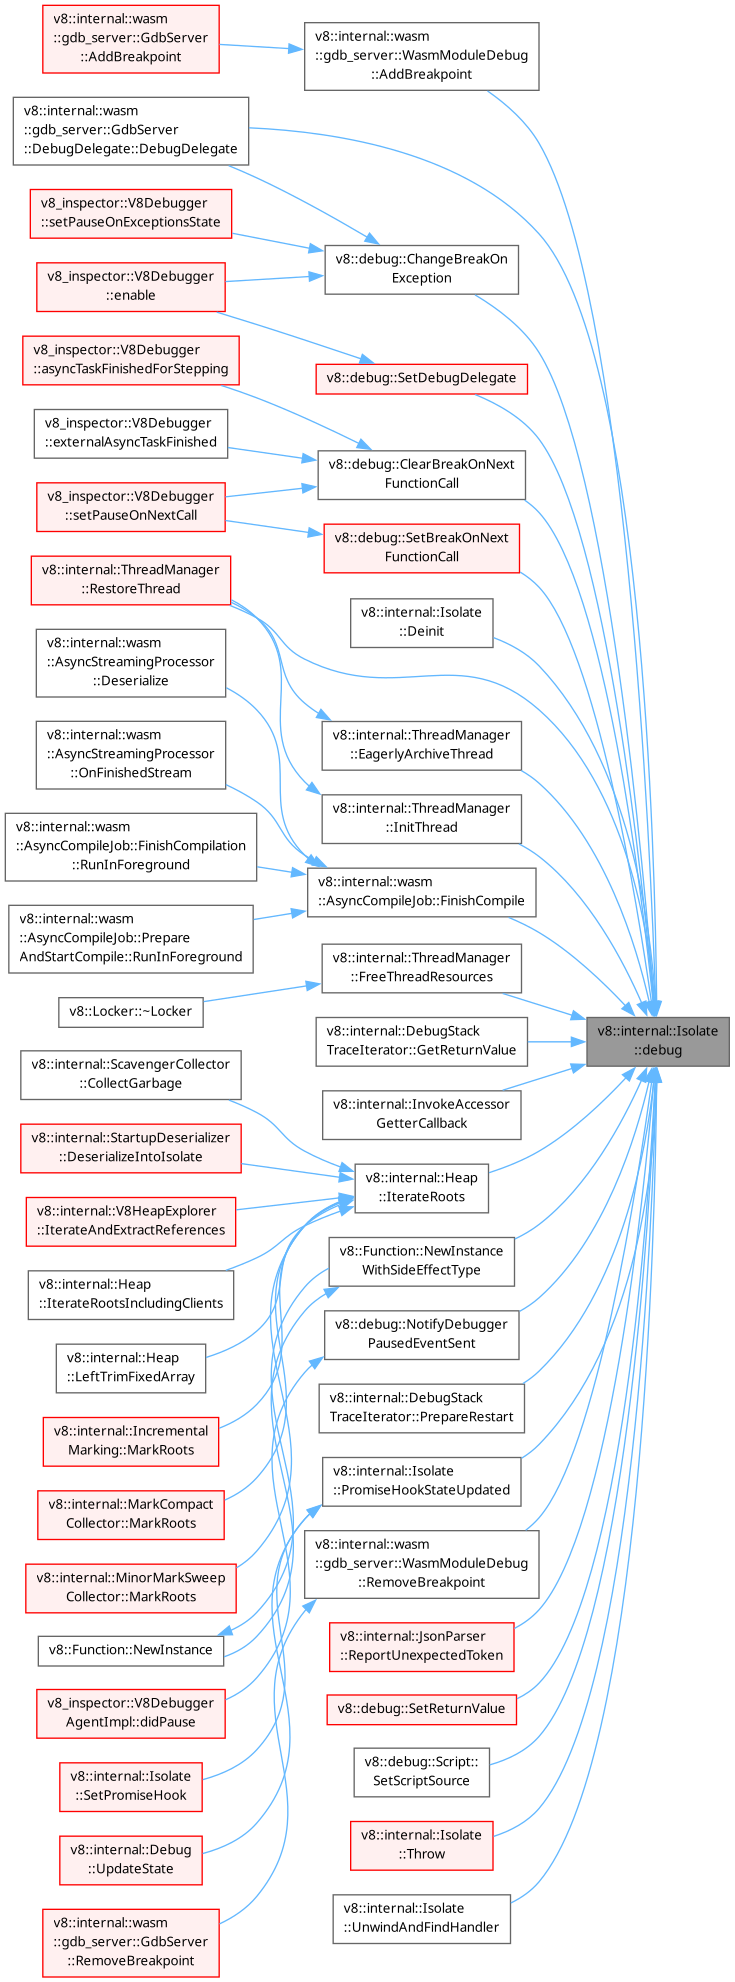 v8::internal::wasm
::gdb_server::GdbServer
::AddBreakpoint
v8::internal::wasm
::gdb_server::WasmModuleDebug
::AddBreakpoint
v8::internal::wasm
::gdb_server::GdbServer
::DebugDelegate::DebugDelegate
v8_inspector::V8Debugger
::setPauseOnExceptionsState
v8::debug::ChangeBreakOn
Exception
v8_inspector::V8Debugger
::enable
v8_inspector::V8Debugger
::asyncTaskFinishedForStepping
v8::debug::SetDebugDelegate
v8_inspector::V8Debugger
::externalAsyncTaskFinished
v8::debug::ClearBreakOnNext
FunctionCall
v8_inspector::V8Debugger
::setPauseOnNextCall
v8::debug::SetBreakOnNext
FunctionCall
v8::internal::ThreadManager
::RestoreThread
v8::internal::Isolate
::Deinit
v8::internal::wasm
::AsyncStreamingProcessor
::Deserialize
v8::internal::wasm
::AsyncStreamingProcessor
::OnFinishedStream
v8::internal::ThreadManager
::EagerlyArchiveThread
v8::internal::ThreadManager
::InitThread
v8::internal::wasm
::AsyncCompileJob::FinishCompilation
::RunInForeground
v8::internal::wasm
::AsyncCompileJob::FinishCompile
v8::internal::wasm
::AsyncCompileJob::Prepare
AndStartCompile::RunInForeground
v8::internal::ThreadManager
::FreeThreadResources
v8::Locker::~Locker
v8::internal::DebugStack
TraceIterator::GetReturnValue
v8::internal::Isolate
::debug
v8::internal::ScavengerCollector
::CollectGarbage
v8::internal::InvokeAccessor
GetterCallback
v8::internal::StartupDeserializer
::DeserializeIntoIsolate
v8::internal::Heap
::IterateRoots
v8::internal::V8HeapExplorer
::IterateAndExtractReferences
v8::Function::NewInstance
WithSideEffectType
v8::internal::Heap
::IterateRootsIncludingClients
v8::debug::NotifyDebugger
PausedEventSent
v8::internal::Heap
::LeftTrimFixedArray
v8::internal::DebugStack
TraceIterator::PrepareRestart
v8::internal::Incremental
Marking::MarkRoots
v8::internal::Isolate
::PromiseHookStateUpdated
v8::internal::MarkCompact
Collector::MarkRoots
v8::internal::wasm
::gdb_server::WasmModuleDebug
::RemoveBreakpoint
v8::internal::MinorMarkSweep
Collector::MarkRoots
v8::internal::JsonParser
::ReportUnexpectedToken
v8::Function::NewInstance
v8_inspector::V8Debugger
AgentImpl::didPause
v8::debug::SetReturnValue
v8::internal::Isolate
::SetPromiseHook
v8::debug::Script::
SetScriptSource
v8::internal::Debug
::UpdateState
v8::internal::Isolate
::Throw
v8::internal::wasm
::gdb_server::GdbServer
::RemoveBreakpoint
v8::internal::Isolate
::UnwindAndFindHandler